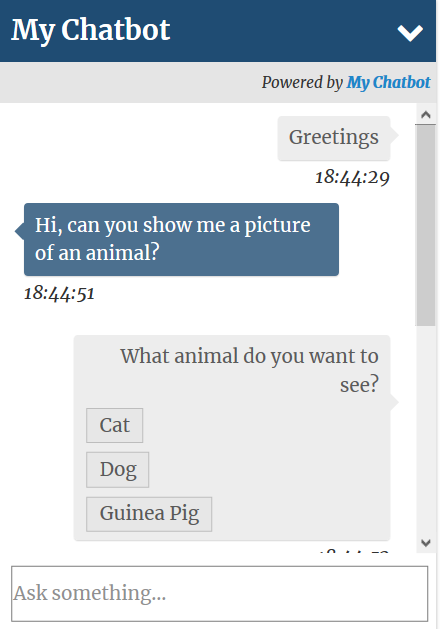 My Chatbot
Powered by My Chatbot
Greetings
18:44:29
Hi, can you show me a picture
of an animal?
18:44:51
What animal do you want to
see?
Cat
Dog
Guinea Pig
Ask something...